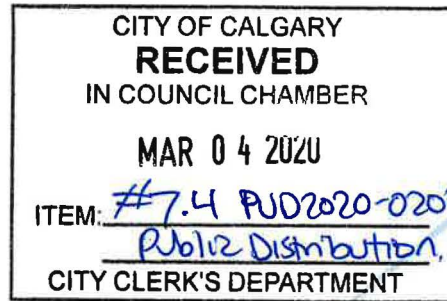 CITY OF CALGARY
RECEIVED
IN COUNCIL CHAMBER
MAR 04 2020
ITEM: #7.4 PUD2020-020
Public Distribution.
CITY CLERK'S DEPARTMENT